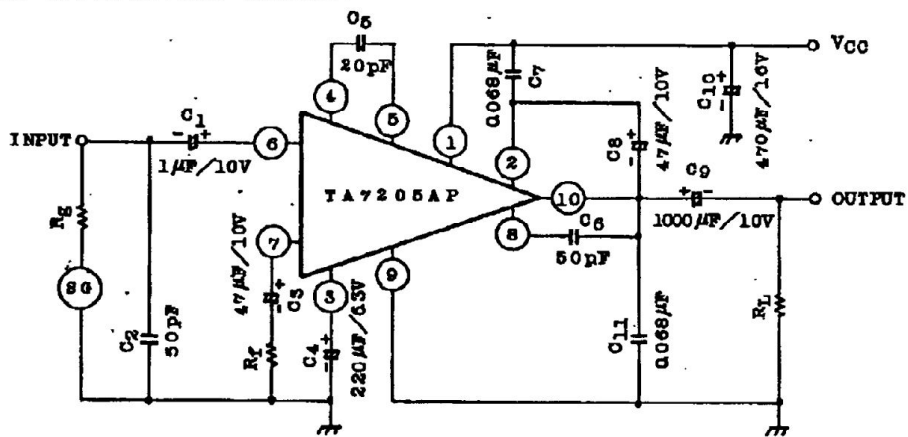 C5
20pF
4
5
1
2
C7
0.068μF
VCC
C10
470μF/16V
C8
47μF/10V
INPUT
C1
1μF/10V
6
TA7205AP
10
C9
1000μF/10V
OUTPUT
Rg
SG
C2
50pF
7
47μF/10V
C3
Rf
3
C4
220μF/6.3V
9
8
C6
50pF
C11
0.068μF
RL